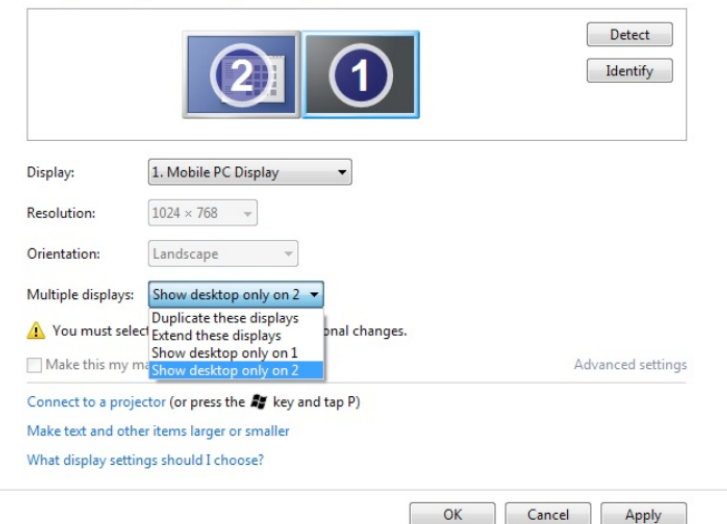 2
1
Detect
Identify
Display: 1. Mobile PC Display
Resolution: 1024 × 768
Orientation: Landscape
Multiple displays: Show desktop only on 2
Duplicate these displays
Extend these displays
Show desktop only on 1
Show desktop only on 2
You must select onal changes.
Make this my ma
Advanced settings
Connect to a projector (or press the key and tap P)
Make text and other items larger or smaller
What display settings should I choose?
OK Cancel Apply